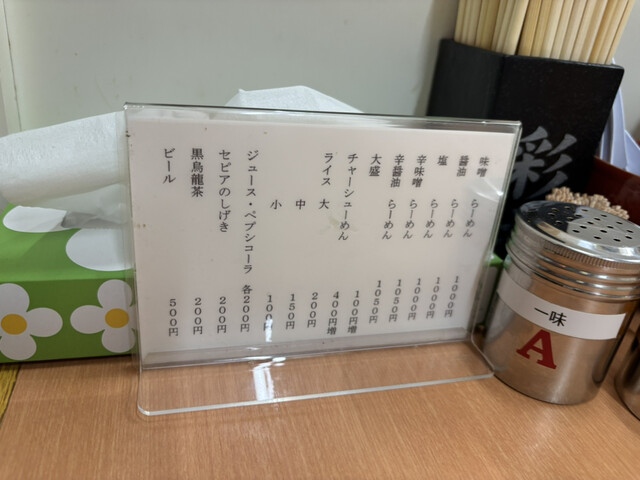 味噌 らーめん 1000円
醤油 らーめん 1000円
塩 らーめん 1000円
辛味噌 らーめん 1050円
辛醤油 らーめん 1050円
大盛 100円増
チャーシューめん 400円増
ライス 大 200円
中 150円
小 100円
ジュース・ペプシコーラ 各200円
セピアのしげき 200円
黒烏龍茶 200円
ビール 500円
彩
一味
A